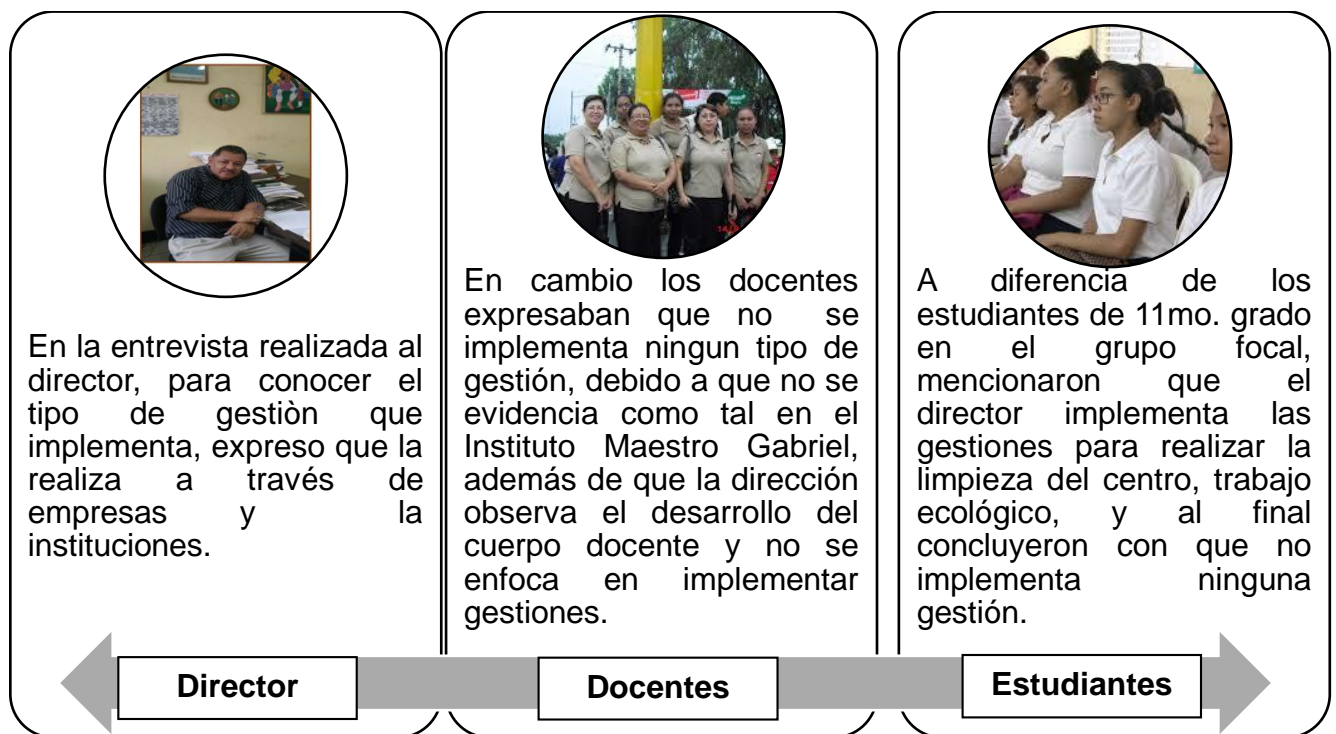 En la entrevista realizada al
director, para conocer el
tipo de gestiòn que
implementa, expreso que la
realiza a través de
empresas y la
instituciones.
En cambio los docentes
expresaban que no se
implementa ningun tipo de
gestión, debido a que no se
evidencia como tal en el
Instituto Maestro Gabriel,
además de que la dirección
observa el desarrollo del
cuerpo docente y no se
enfoca en implementar
gestiones.
A diferencia de los
estudiantes de 11mo. grado
en el grupo focal,
mencionaron que el
director implementa las
gestiones para realizar la
limpieza del centro, trabajo
ecológico, y al final
concluyeron con que no
implementa ninguna
gestión.
Director
Docentes
Estudiantes